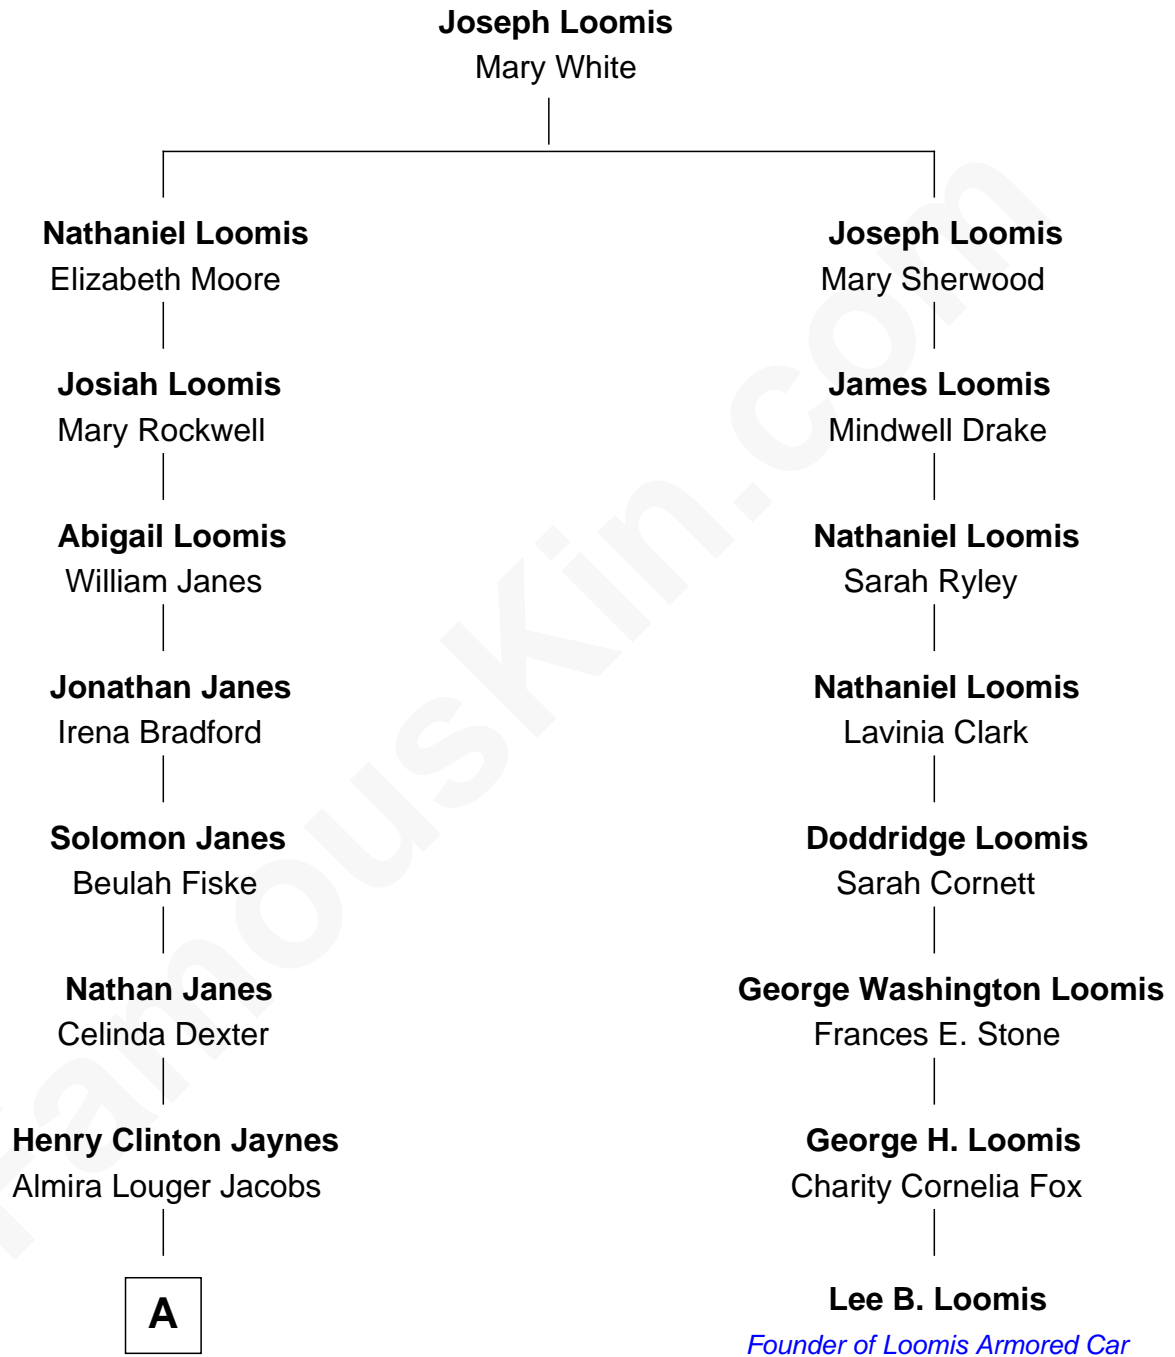 Joseph Loomis
Mary White
Nathaniel Loomis
Elizabeth Moore
Josiah Loomis
Mary Rockwell
Abigail Loomis
William Janes
Jonathan Janes
Irena Bradford
Solomon Janes
Beulah Fiske
Nathan Janes
Celinda Dexter
Henry Clinton Jaynes
Almira Louger Jacobs
A
Joseph Loomis
Mary Sherwood
James Loomis
Mindwell Drake
Nathaniel Loomis
Sarah Ryley
Nathaniel Loomis
Lavinia Clark
Doddridge Loomis
Sarah Cornett
George Washington Loomis
Frances E. Stone
George H. Loomis
Charity Cornelia Fox
Lee B. Loomis
Founder of Loomis Armored Car
FamousKin.com